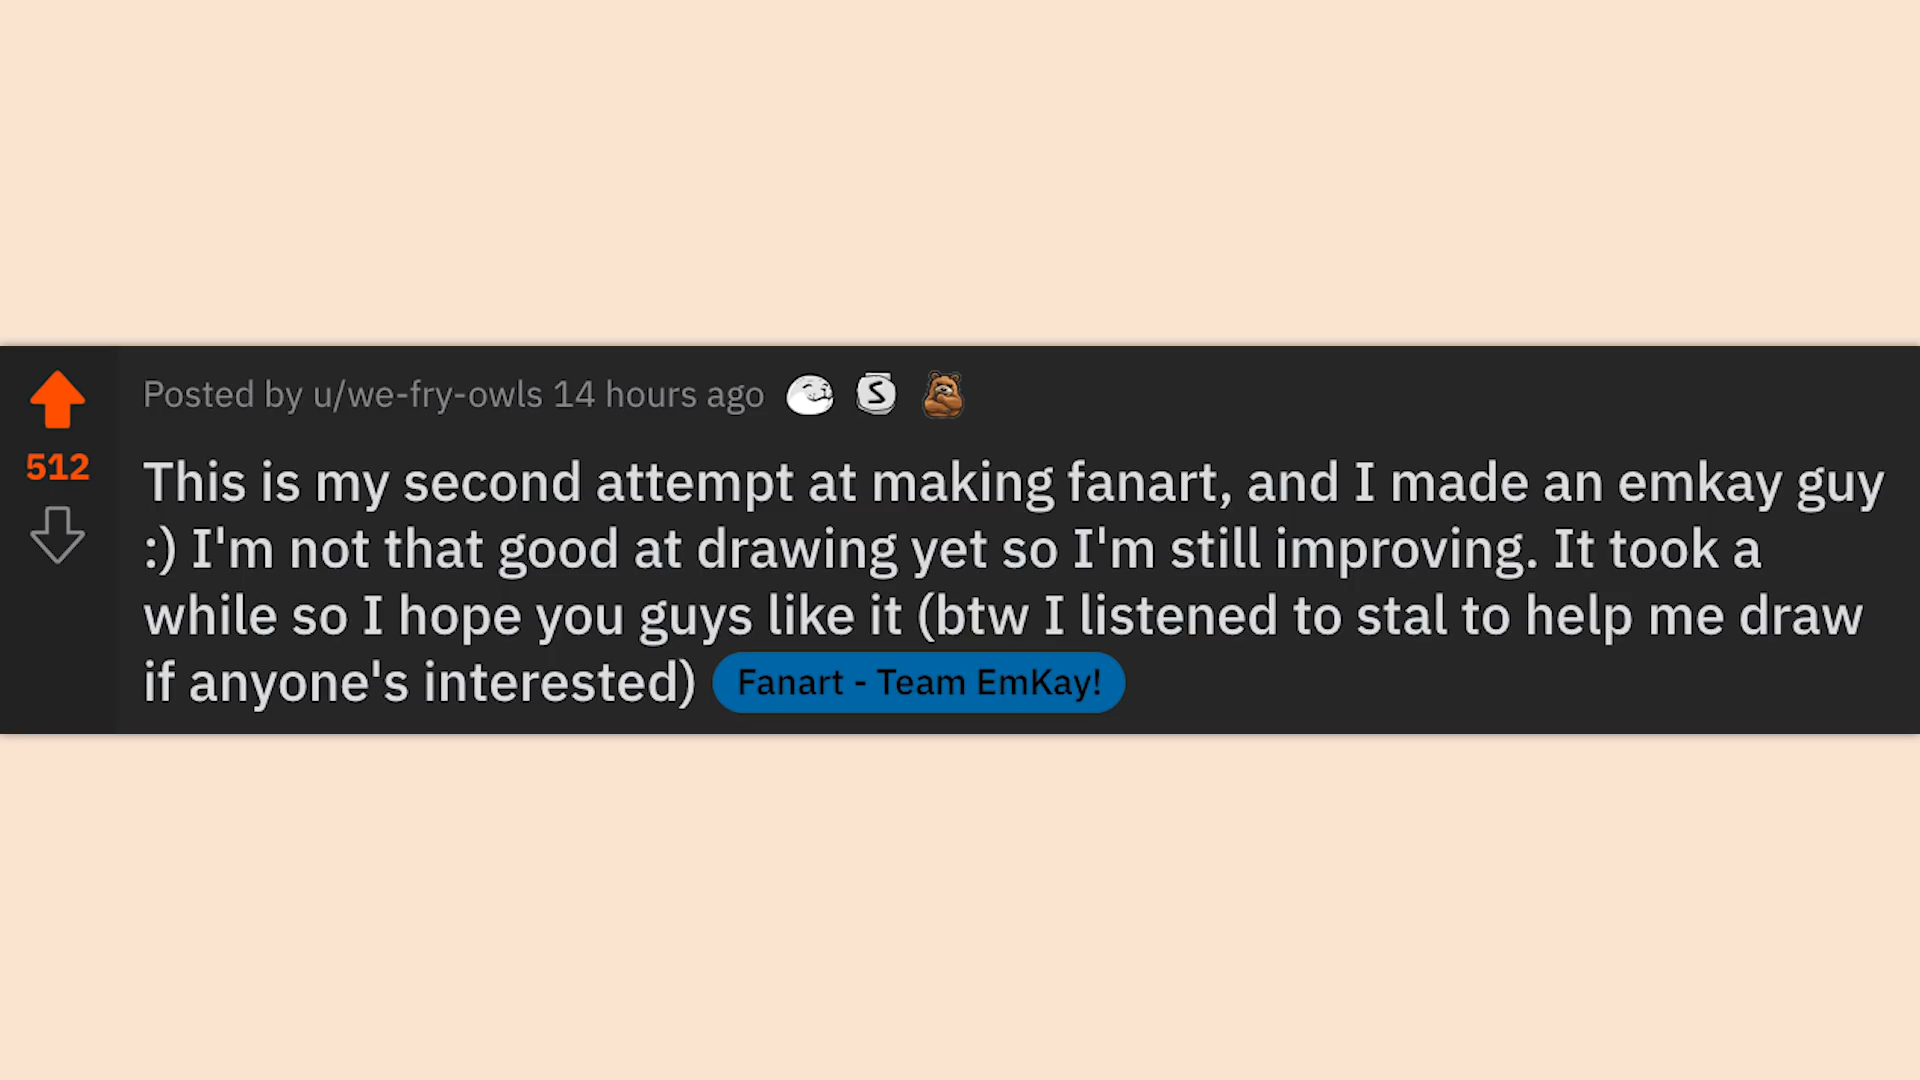 Posted by u/we-fry-owls 14 hours ago
S
512
This is my second attempt at making fanart, and I made an emkay guy
:) I'm not that good at drawing yet so I'm still improving. It took a
while so I hope you guys like it (btw I listened to stal to help me draw
if anyone's interested) Fanart - Team EmKay!